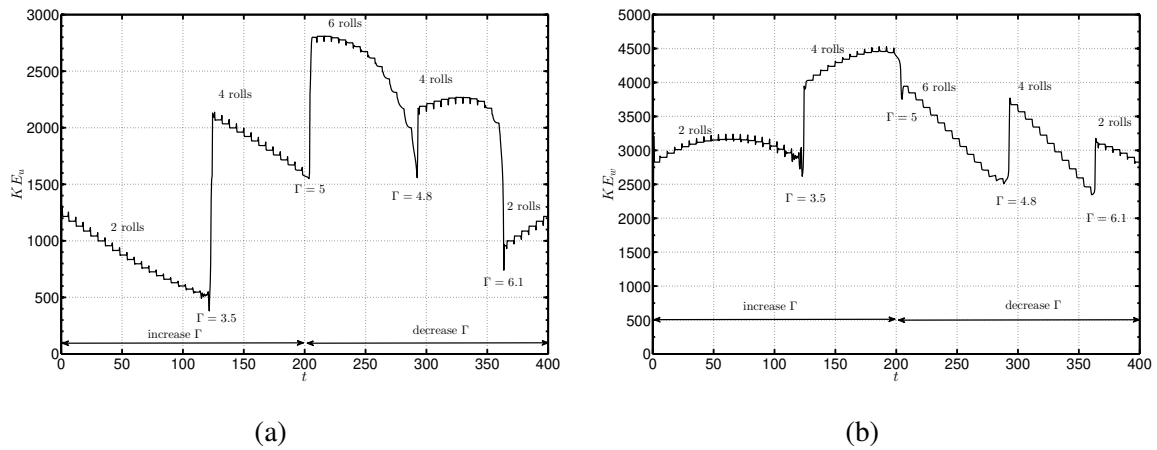 3000
2500
2000
1500
1000
500
0
KE_u
6 rolls
4 rolls
4 rolls
2 rolls
2 rolls
Γ = 5
Γ = 4.8
Γ = 3.5
Γ = 6.1
increase Γ
decrease Γ
0 50 100 150 200 250 300 350 400
t
(a)
5000
4500
4000
3500
3000
2500
2000
1500
1000
500
0
KE_w
4 rolls
6 rolls
4 rolls
2 rolls
2 rolls
Γ = 5
Γ = 3.5
Γ = 4.8
Γ = 6.1
increase Γ
decrease Γ
0 50 100 150 200 250 300 350 400
t
(b)